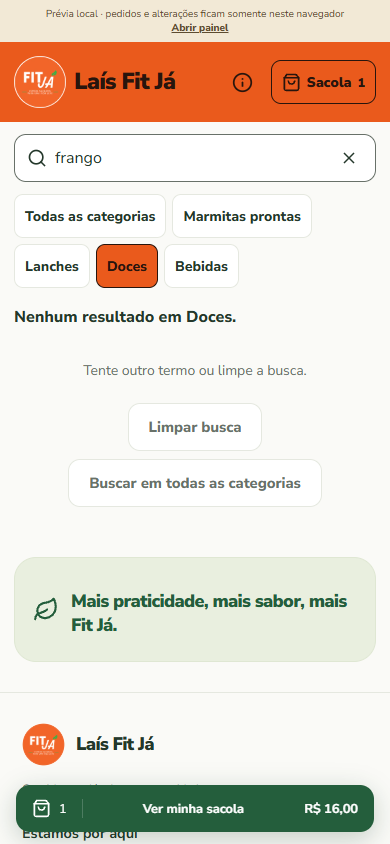 Prévia local · pedidos e alterações ficam somente neste navegador
Abrir painel
FIT JÁ
Laís Fit Já
Sacola 1
frango
Todas as categorias
Marmitas prontas
Lanches
Doces
Bebidas
Nenhum resultado em Doces.
Tente outro termo ou limpe a busca.
Limpar busca
Buscar em todas as categorias
Mais praticidade, mais sabor, mais
Fit Já.
FIT JÁ
Laís Fit Já
1
Ver minha sacola
R$ 16,00
Estamos por aqui